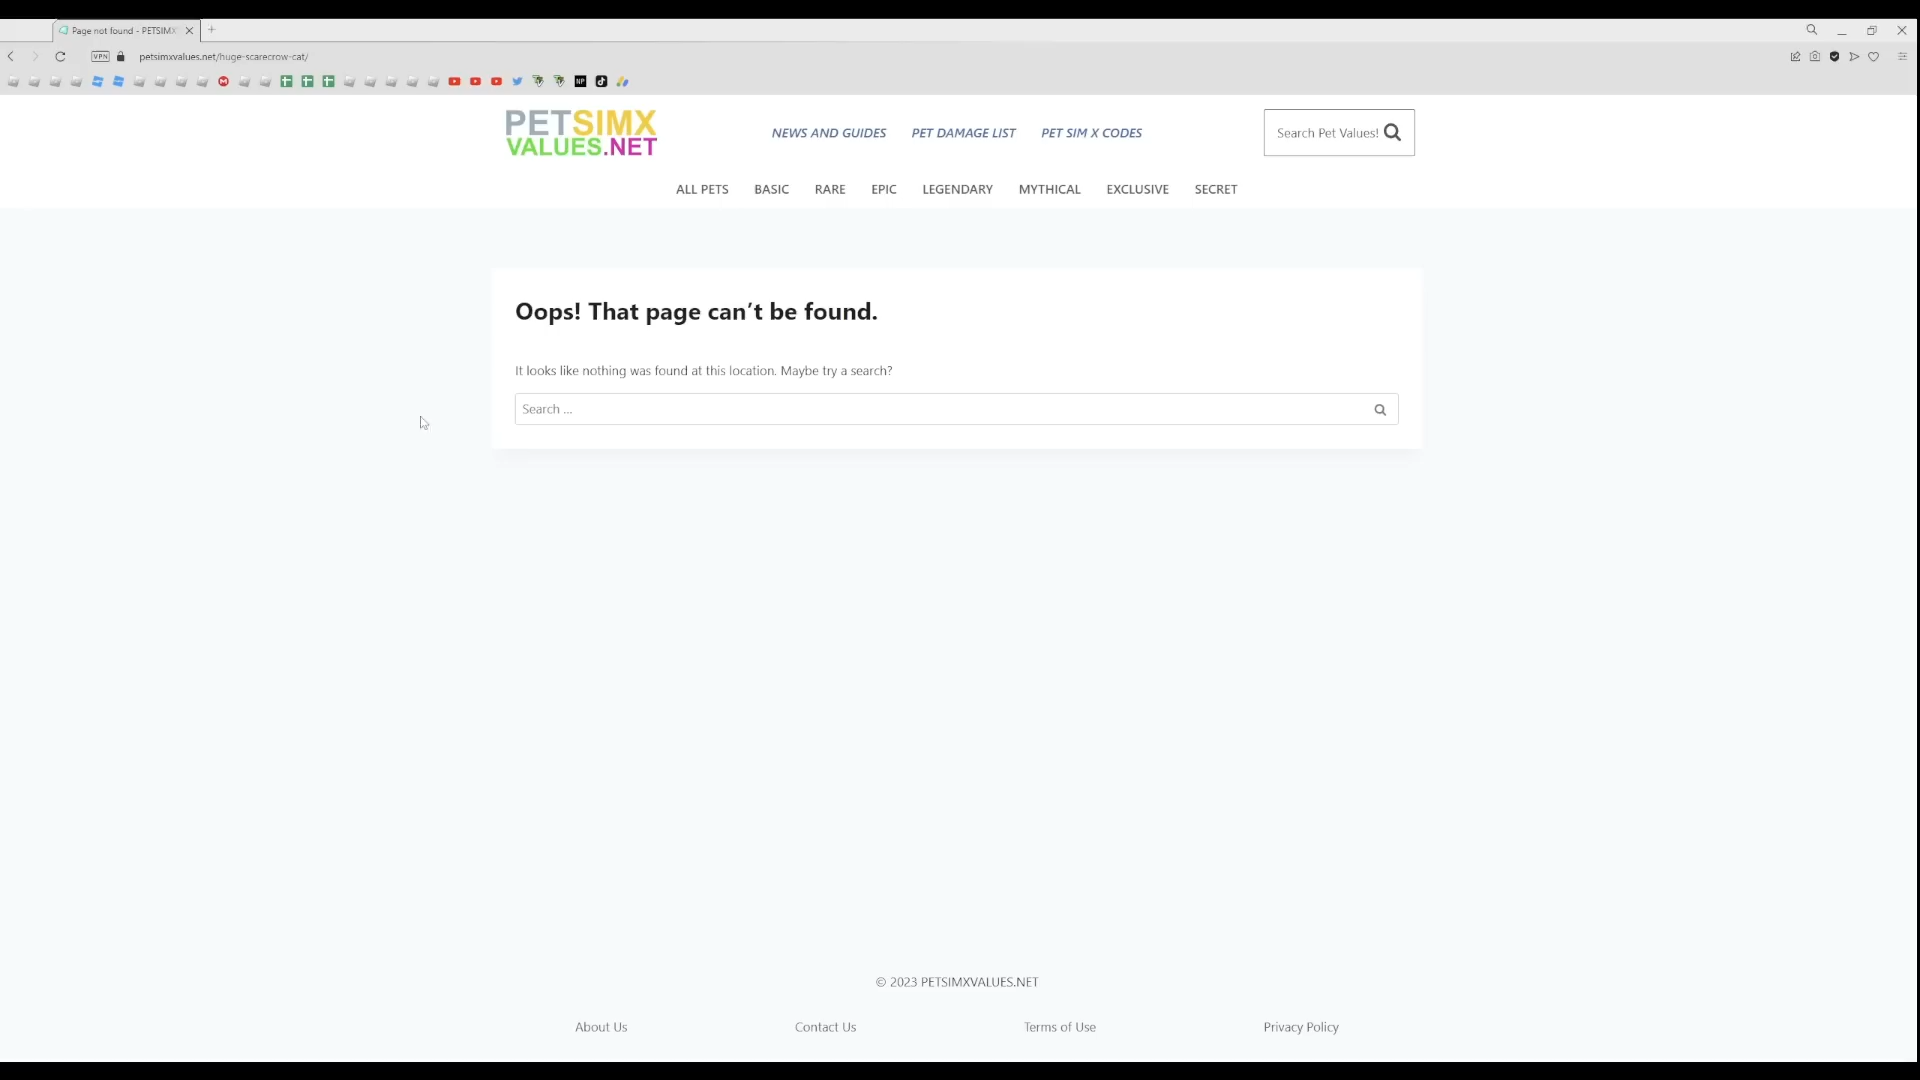 Page not found - PETSIMX
VPN
petsimxvalues.net/huge-scarecrow-cat/
NP
PETSIMX
VALUES.NET
NEWS AND GUIDES PET DAMAGE LIST PET SIM X CODES
Search Pet Values!
ALL PETS BASIC RARE EPIC LEGENDARY MYTHICAL EXCLUSIVE SECRET
Oops! That page can't be found.
It looks like nothing was found at this location. Maybe try a search?
Search ...
© 2023 PETSIMXVALUES.NET
About Us Contact Us Terms of Use Privacy Policy